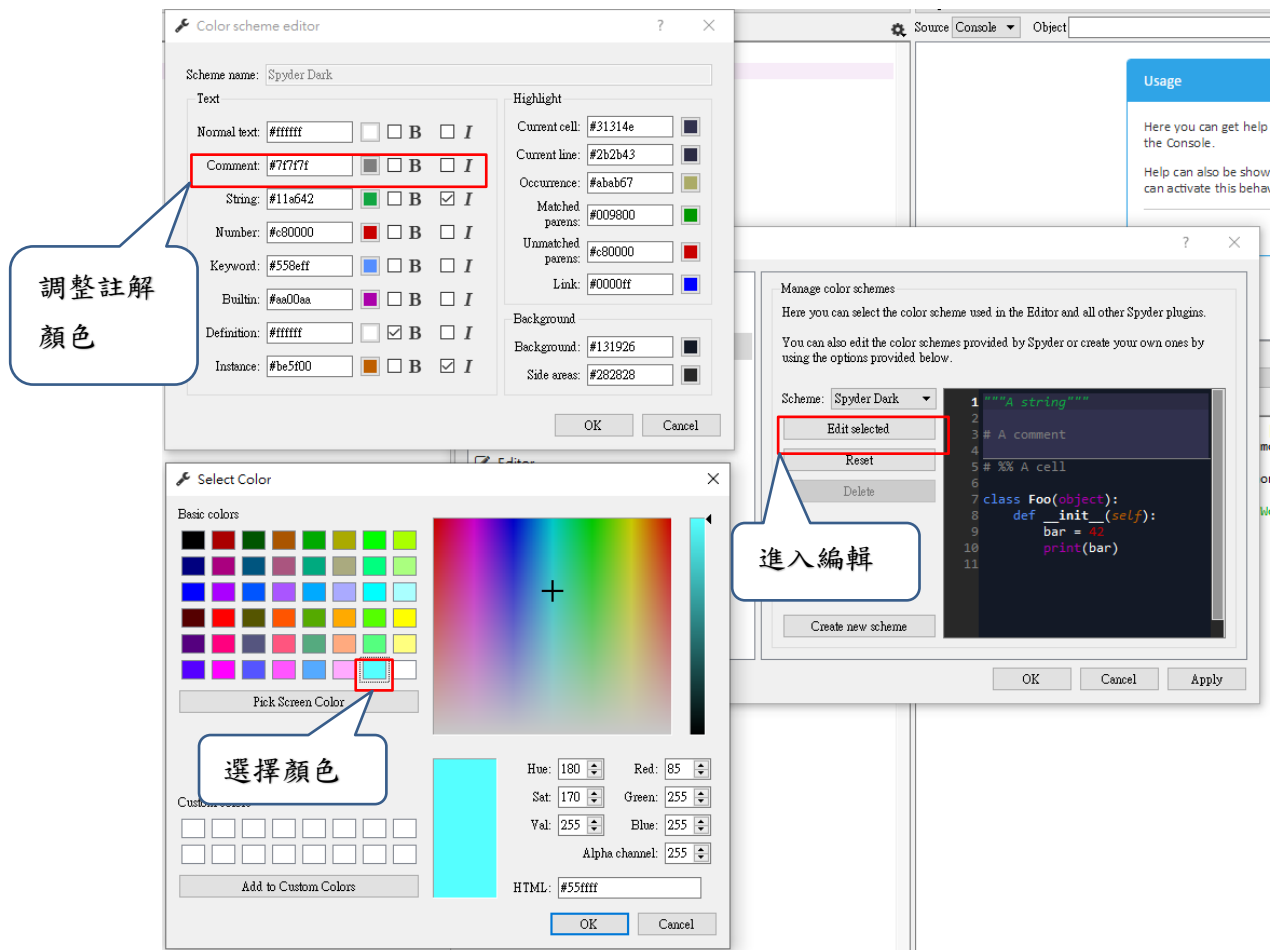 Color scheme editor
?
Scheme name: Spyder Dark
Text
Normal text: #ffffff B I
Comment: #7f7f7f B I
String: #11a642 B I
Number: #c80000 B I
Keyword: #558eff B I
Builtin: #aa00aa B I
Definition: #ffffff B I
Instance: #be5f00 B I
Highlight
Current cell: #31314e
Current line: #2b2b43
Occurrence: #abab67
Matched
parens: #009800
Unmatched
parens: #c80000
Link: #0000ff
Background
Background: #131926
Side areas: #282828
OK Cancel
調整註解
顏色
Source Console Object
Usage
Here you can get help
the Console.
Help can also be show
can activate this behav
?
Manage color schemes
Here you can select the color scheme used in the Editor and all other Spyder plugins.
You can also edit the color schemes provided by Spyder or create your own ones by
using the options provided below.
Scheme: Spyder Dark
Edit selected
Reset
Delete
Create new scheme
1 """A string"""
2
3 # A comment
4
5 # %% A cell
6
7 class Foo(object):
8 def __init__(self):
9 bar = 42
10 print(bar)
11
進入編輯
OK Cancel Apply
Editor
Select Color
Basic colors
Pick Screen Color
選擇顏色
Custom colors
Add to Custom Colors
Hue: 180 Red: 85
Sat: 170 Green: 255
Val: 255 Blue: 255
Alpha channel: 255
HTML: #55ffff
OK Cancel